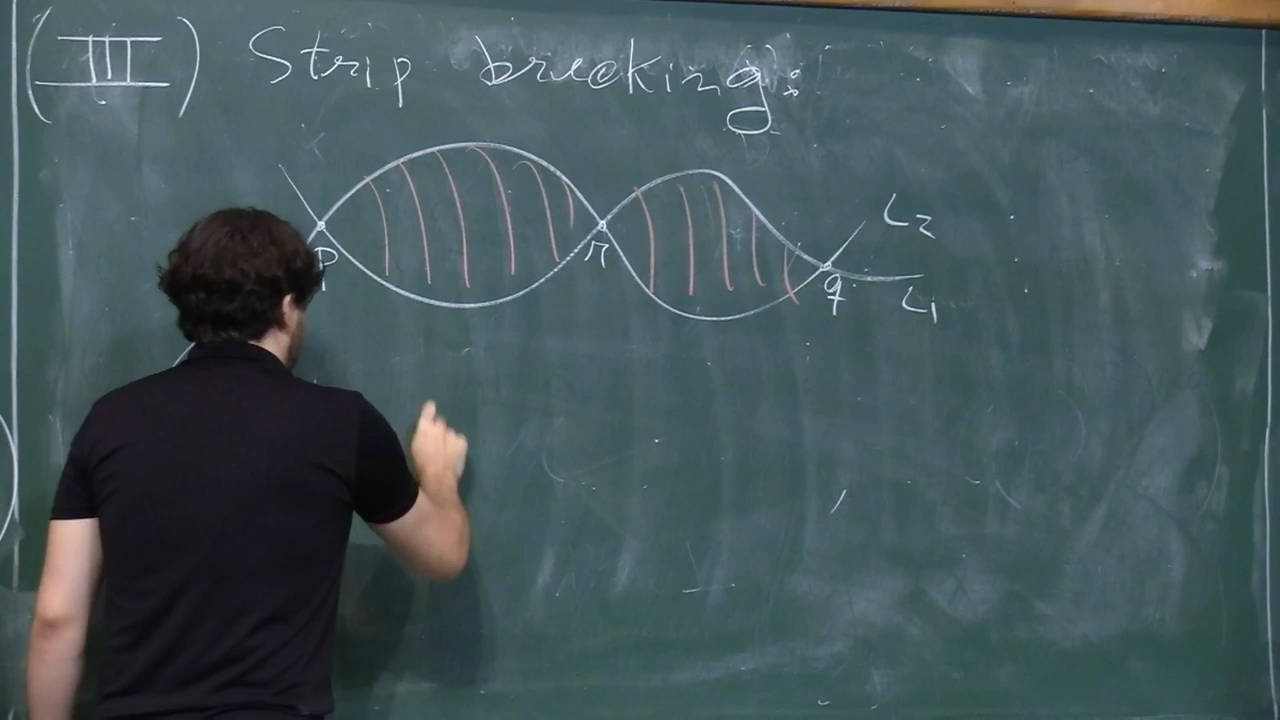 (III) Strip breaking:
L₂
p r q L₁